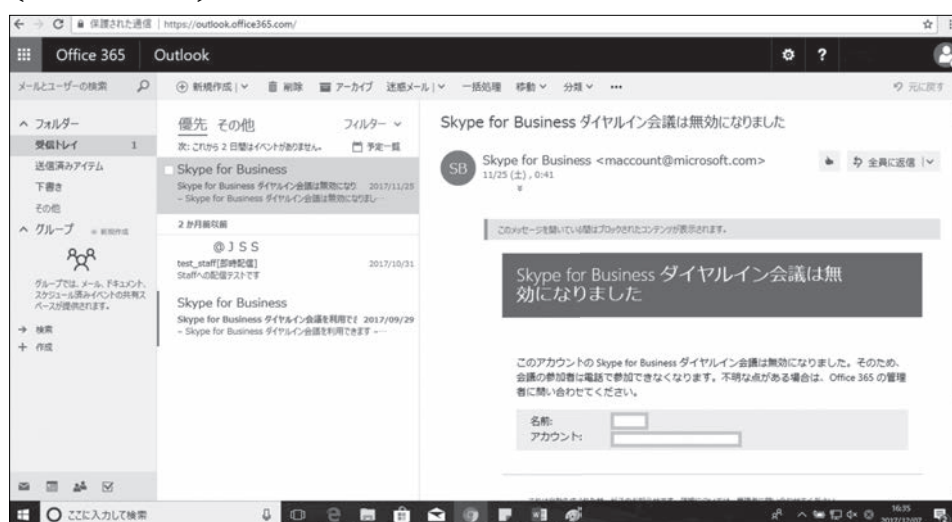 保護された通信 | https://outlook.office365.com/
Office 365 Outlook ?
メールとユーザーの検索
新規作成 | 削除 アーカイブ 迷惑メール | 一括処理 移動 分類 ... 元に戻す
フォルダー
受信トレイ 1
送信済みアイテム
下書き
その他
グループ + 新規作成
グループでは、メール、ドキュメント、
スケジュール済みイベントの共有ス
ペースが提供されます。
検索
作成
優先 その他 フィルター
次: これから 2 日間はイベントがありません。 予定一覧
Skype for Business
Skype for Business ダイヤルイン会議は無効になり 2017/11/25
- Skype for Business ダイヤルイン会議は無効になりまし…
2 か月前以前
@JSS
test_staff[即時配信] 2017/10/31
Staffへの配信テストです
Skype for Business
Skype for Business ダイヤルイン会議を利用でき 2017/09/29
- Skype for Business ダイヤルイン会議を利用できます -…
Skype for Business ダイヤルイン会議は無効になりました
SB
Skype for Business <maccount@microsoft.com>
11/25 (土), 0:41
全員に返信 |
このメッセージを開いている間はブロックされたコンテンツが表示されます。
Skype for Business ダイヤルイン会議は無
効になりました
このアカウントの Skype for Business ダイヤルイン会議は無効になりました。そのため、
会議の参加者は電話で参加できなくなります。不明な点がある場合は、Office 365 の管理
者に問い合わせてください。
名前:
アカウント:
ここに入力して検索
16:35
2017/12/07